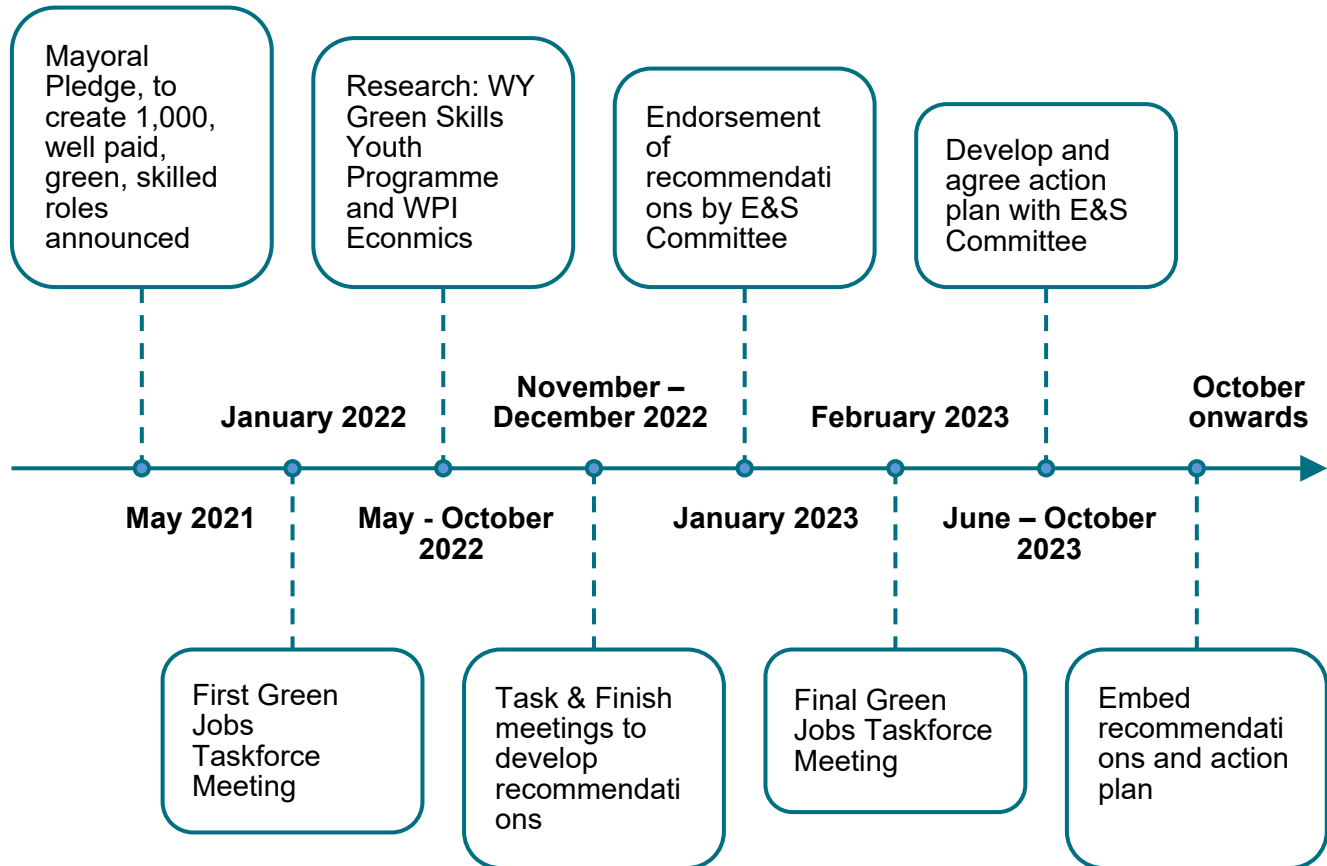 Mayoral
Pledge, to
create 1,000,
well paid,
green, skilled
roles
announced
Research: WY
Green Skills
Youth
Programme
and WPI
Econmics
Endorsement
of
recommendati
ons by E&S
Committee
Develop and
agree action
plan with E&S
Committee
January 2022
November –
December 2022
February 2023
October
onwards
May 2021
May - October
2022
January 2023
June – October
2023
First Green
Jobs
Taskforce
Meeting
Task & Finish
meetings to
develop
recommendati
ons
Final Green
Jobs Taskforce
Meeting
Embed
recommendati
ons and action
plan